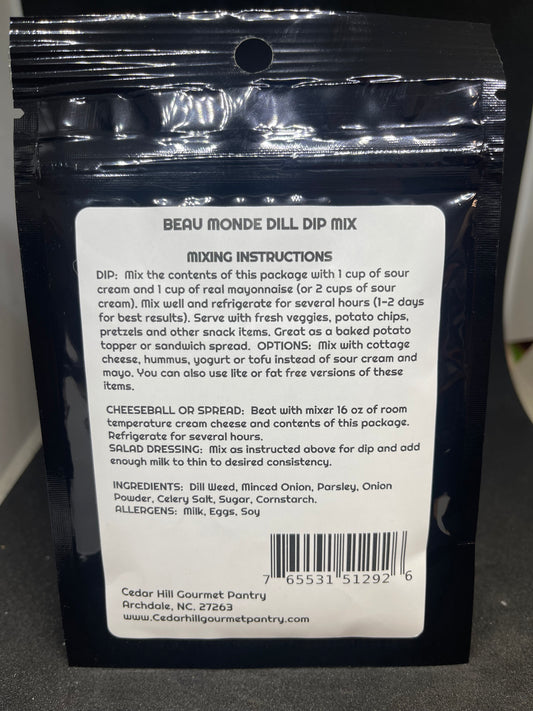 BEAU MONDE DILL DIP MIX
MIXING INSTRUCTIONS
DIP: Mix the contents of this package with 1 cup of sour
cream and 1 cup of real mayonnaise (or 2 cups of sour
cream). Mix well and refrigerate for several hours (1-2 days
for best results). Serve with fresh veggies, potato chips,
pretzels and other snack items. Great as a baked potato
topper or sandwich spread. OPTIONS: Mix with cottage
cheese, hummus, yogurt or tofu instead of sour cream and
mayo. You can also use lite or fat free versions of these
items.
CHEESEBALL OR SPREAD: Beat with mixer 16 oz of room
temperature cream cheese and contents of this package.
Refrigerate for several hours.
SALAD DRESSING: Mix as instructed above for dip and add
enough milk to thin to desired consistency.
INGREDIENTS: Dill Weed, Minced Onion, Parsley, Onion
Powder, Celery Salt, Sugar, Cornstarch.
ALLERGENS: Milk, Eggs, Soy
7 65531 51292 6
Cedar Hill Gourmet Pantry
Archdale, NC. 27263
www.Cedarhillgourmetpantry.com